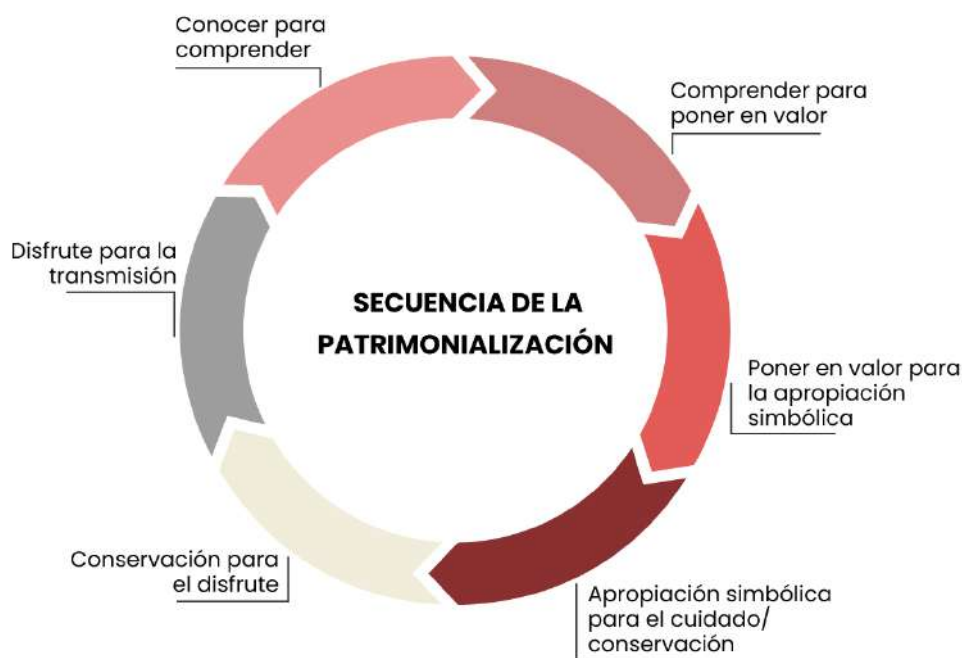 Conocer para
comprender
Comprender para
poner en valor
Disfrute para la
transmisión
SECUENCIA DE LA
PATRIMONIALIZACIÓN
Poner en valor para
la apropiación
simbólica
Conservación para
el disfrute
Apropiación simbólica
para el cuidado/
conservación